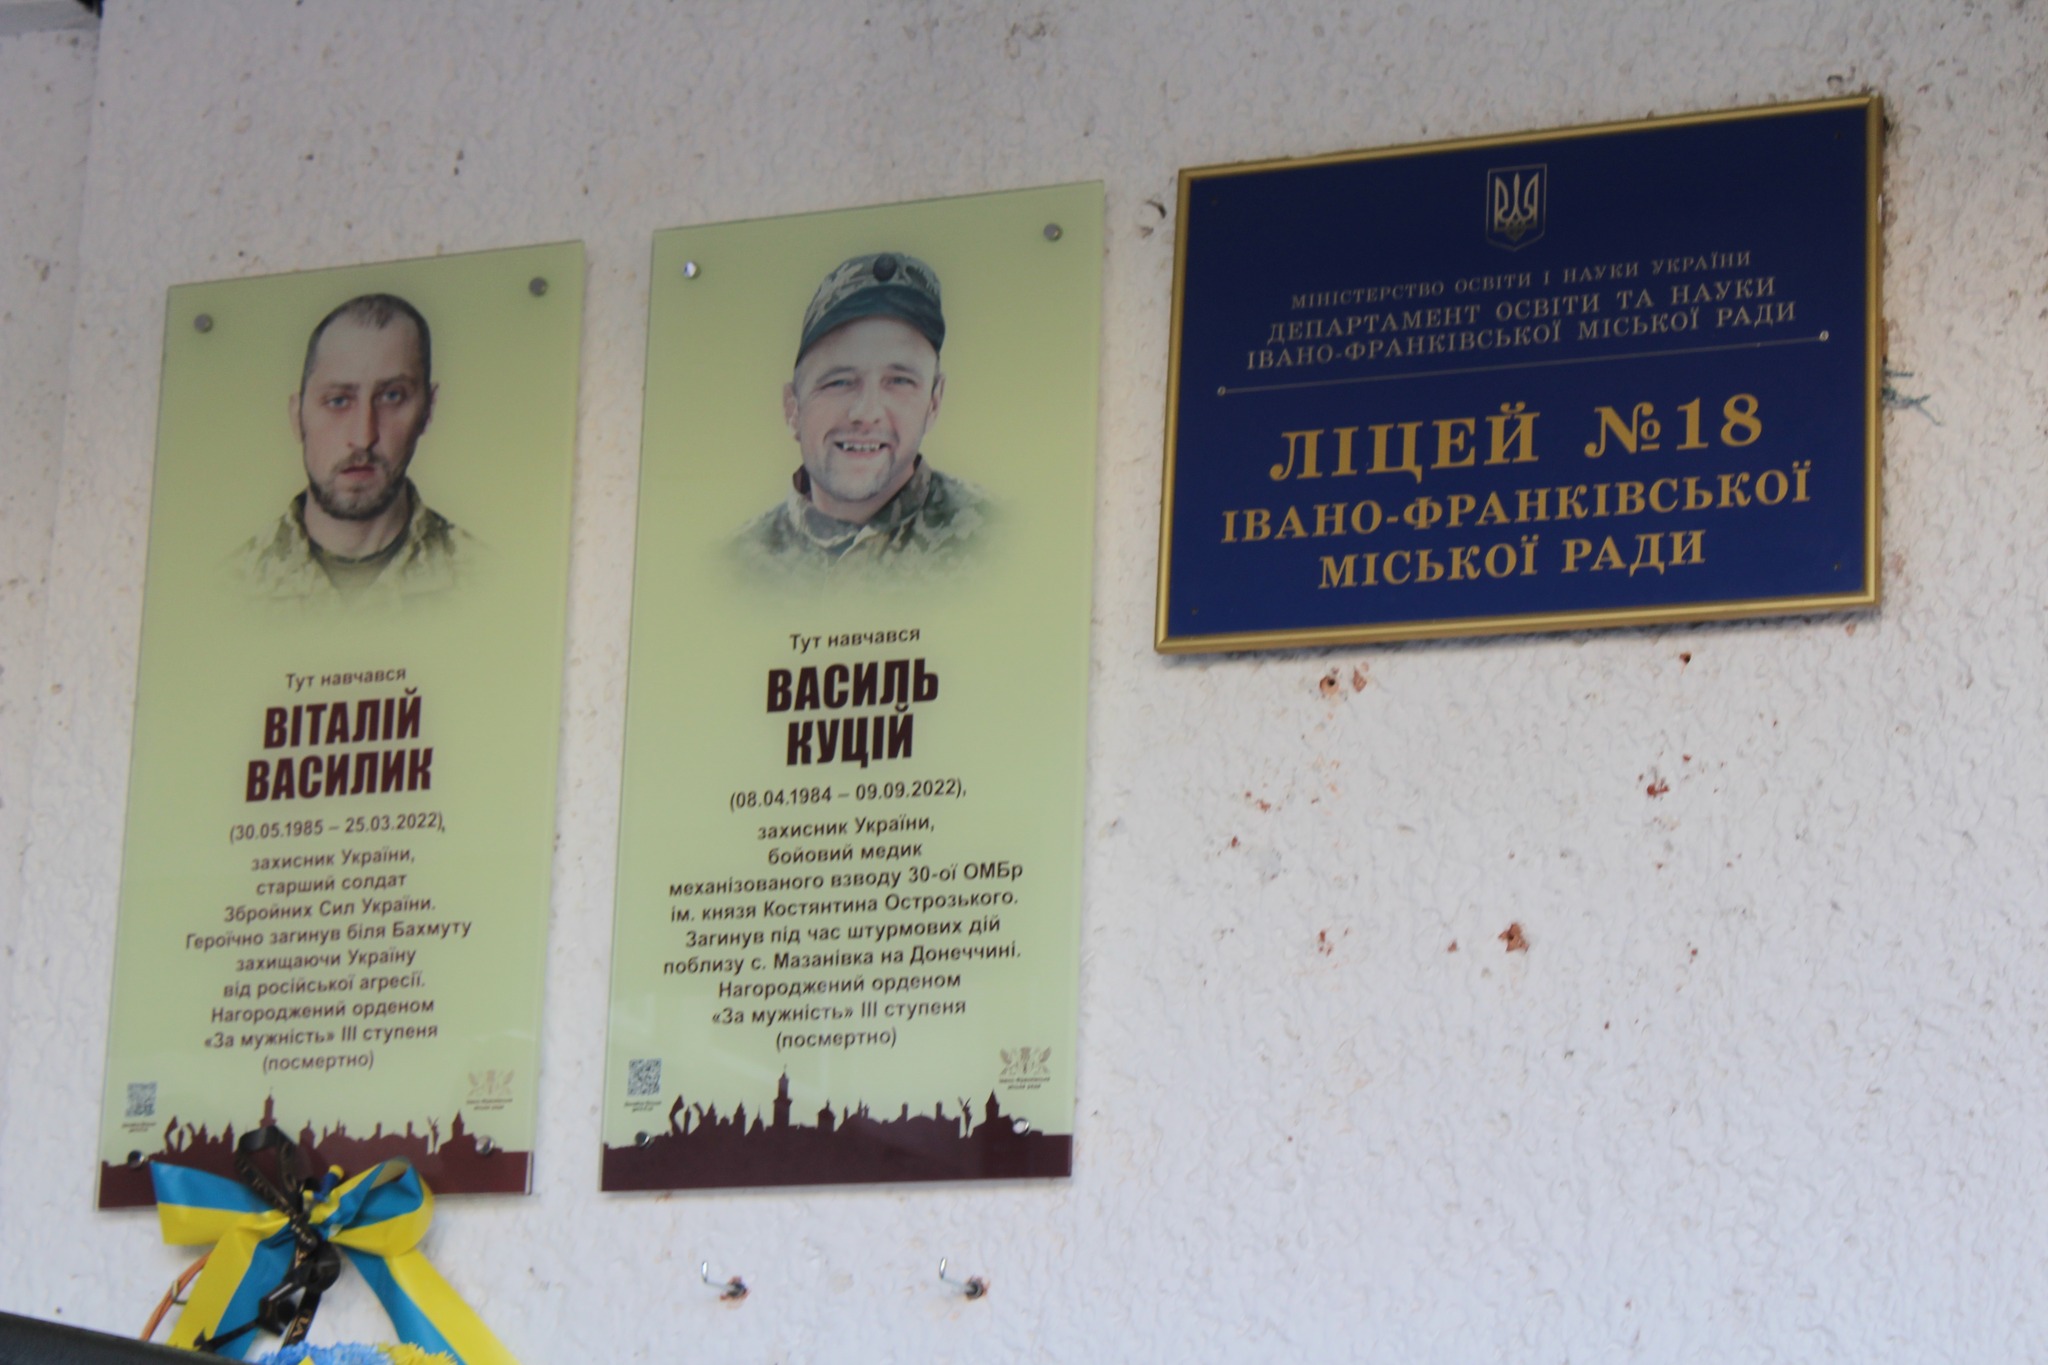 Тут навчався
ВІТАЛІЙ
ВАСИЛИК
(30.05.1985 – 25.03.2022),
захисник України,
старший солдат
Збройних Сил України.
Героїчно загинув біля Бахмуту
захищаючи Україну
від російської агресії.
Нагороджений орденом
«За мужність» ІІІ ступеня
(посмертно)
Тут навчався
ВАСИЛЬ
КУЦІЙ
(08.04.1984 – 09.09.2022),
захисник України,
бойовий медик
механізованого взводу 30-ої ОМБр
ім. князя Костянтина Острозького.
Загинув під час штурмових дій
поблизу с. Мазанівка на Донеччині.
Нагороджений орденом
«За мужність» ІІІ ступеня
(посмертно)
МІНІСТЕРСТВО ОСВІТИ І НАУКИ УКРАЇНИ
ДЕПАРТАМЕНТ ОСВІТИ ТА НАУКИ
ІВАНО-ФРАНКІВСЬКОЇ МІСЬКОЇ РАДИ
ЛІЦЕЙ №18
ІВАНО-ФРАНКІВСЬКОЇ
МІСЬКОЇ РАДИ